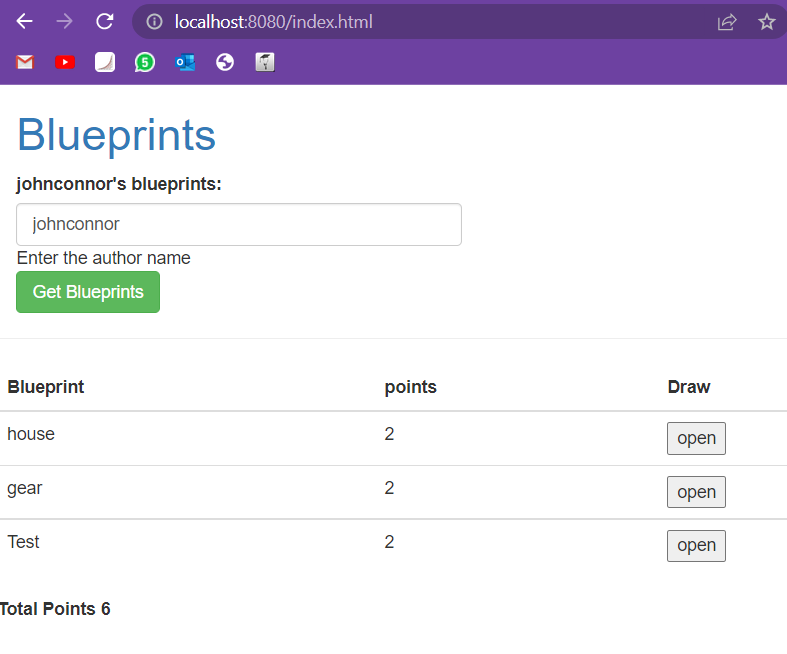 localhost:8080/index.html
5
Blueprints
johnconnor's blueprints:
johnconnor
Enter the author name
Get Blueprints
Blueprint points Draw
house 2 open
gear 2 open
Test 2 open
Total Points 6